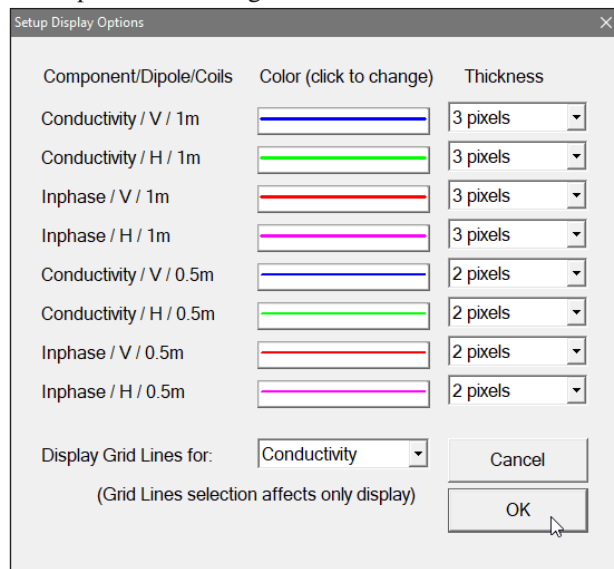 Setup Display Options
Component/Dipole/Coils Color (click to change) Thickness
Conductivity / V / 1m 3 pixels
Conductivity / H / 1m 3 pixels
Inphase / V / 1m 3 pixels
Inphase / H / 1m 3 pixels
Conductivity / V / 0.5m 2 pixels
Conductivity / H / 0.5m 2 pixels
Inphase / V / 0.5m 2 pixels
Inphase / H / 0.5m 2 pixels
Display Grid Lines for: Conductivity Cancel
(Grid Lines selection affects only display)
OK